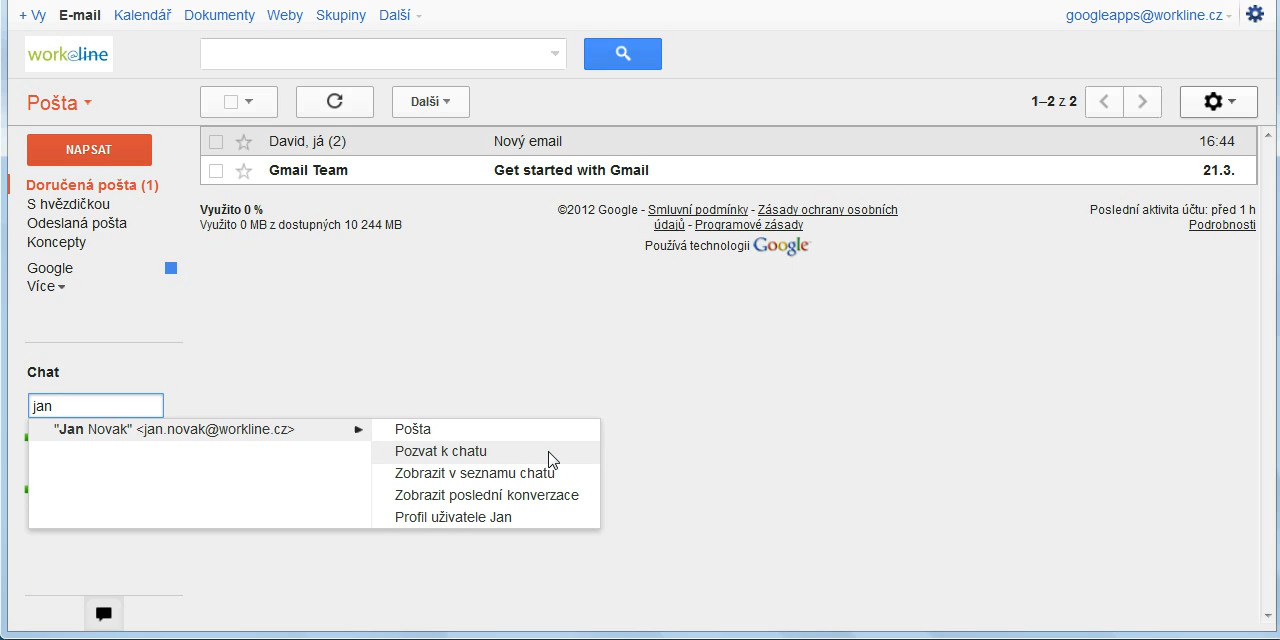 + Vy E-mail Kalendář Dokumenty Weby Skupiny Další googleapps@workline.cz
work@line
Pošta Další 1–2 z 2
NAPSAT
David, já (2) Nový email 16:44
Gmail Team Get started with Gmail 21.3.
Doručená pošta (1)
S hvězdičkou
Odeslaná pošta
Koncepty
Google
Více
Využito 0 %
Využito 0 MB z dostupných 10 244 MB
©2012 Google - Smluvní podmínky - Zásady ochrany osobních
údajů - Programové zásady
Používá technologii Google
Poslední aktivita účtu: před 1 h
Podrobnosti
Chat
jan
"Jan Novak" <jan.novak@workline.cz>
Pošta
Pozvat k chatu
Zobrazit v seznamu chatu
Zobrazit poslední konverzace
Profil uživatele Jan